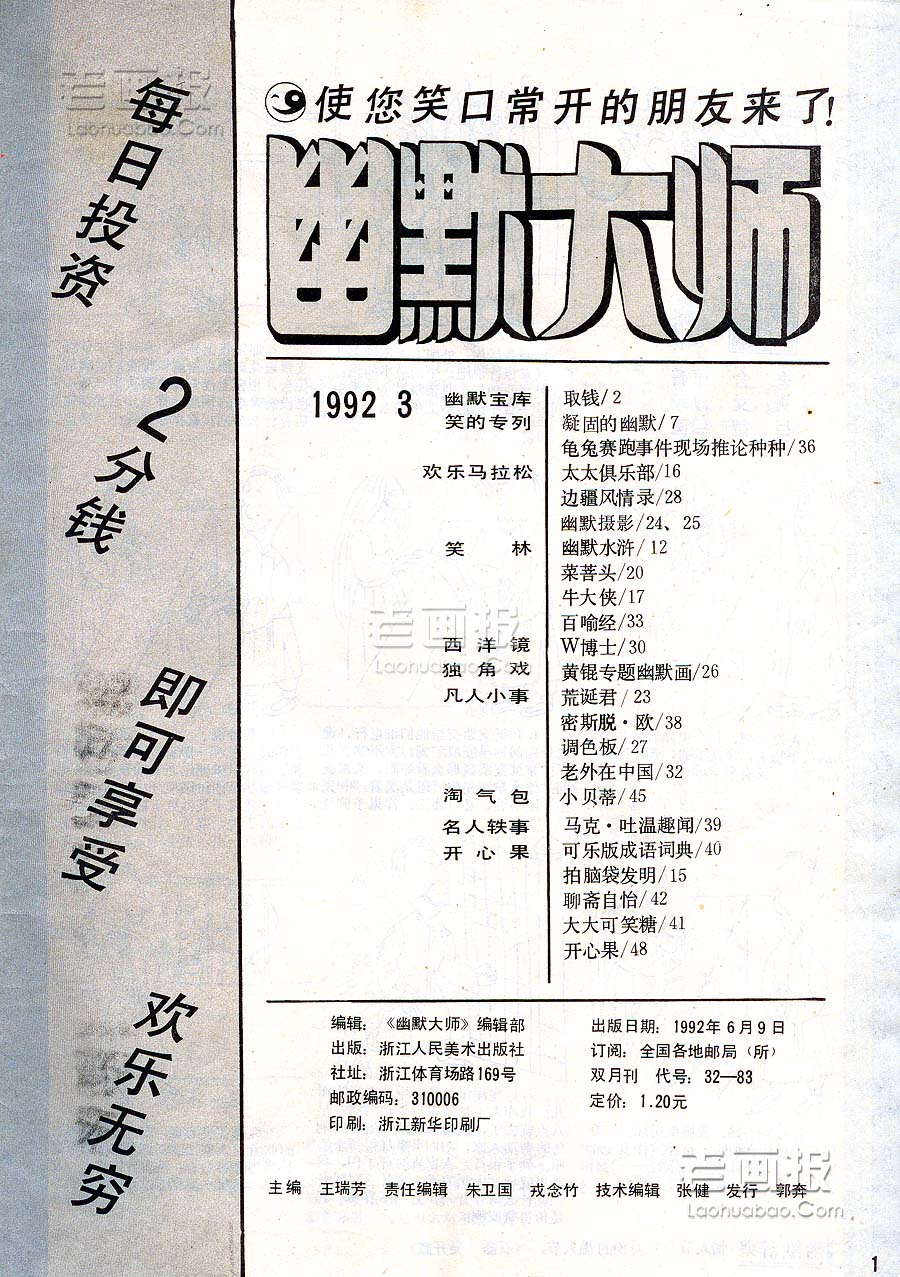 每日投资
2分钱
即可享受
欢乐无穷
使您笑口常开的朋友来了!
幽默大师
1992 3
幽默宝库 取钱/2
笑的专列 凝固的幽默/7
龟兔赛跑事件现场推论种种/36
欢乐马拉松 太太俱乐部/16
边疆风情录/28
幽默摄影/24、25
笑林 幽默水浒/12
菜菩头/20
牛大侠/17
百喻经/33
西洋镜 W博士/30
独角戏 黄锟专题幽默画/26
凡人小事 荒诞君/23
密斯脱·欧/38
调色板/27
老外在中国/32
淘气包 小贝蒂/45
名人轶事 马克·吐温趣闻/39
开心果 可乐版成语词典/40
拍脑袋发明/15
聊斋自怡/42
大大可笑糖/41
开心果/48
编辑:《幽默大师》编辑部
出版:浙江人民美术出版社
社址:浙江体育场路169号
邮政编码:310006
印刷:浙江新华印刷厂
出版日期:1992年6月9日
订阅:全国各地邮局(所)
双月刊 代号:32—83
定价:1.20元
主编 王瑞芳 责任编辑 朱卫国 戎念竹 技术编辑 张健 发行 郭奔
1
老画报
Laohuabao.Com
老画报
Laohuabao.Com
老画报
Laohuabao.Com